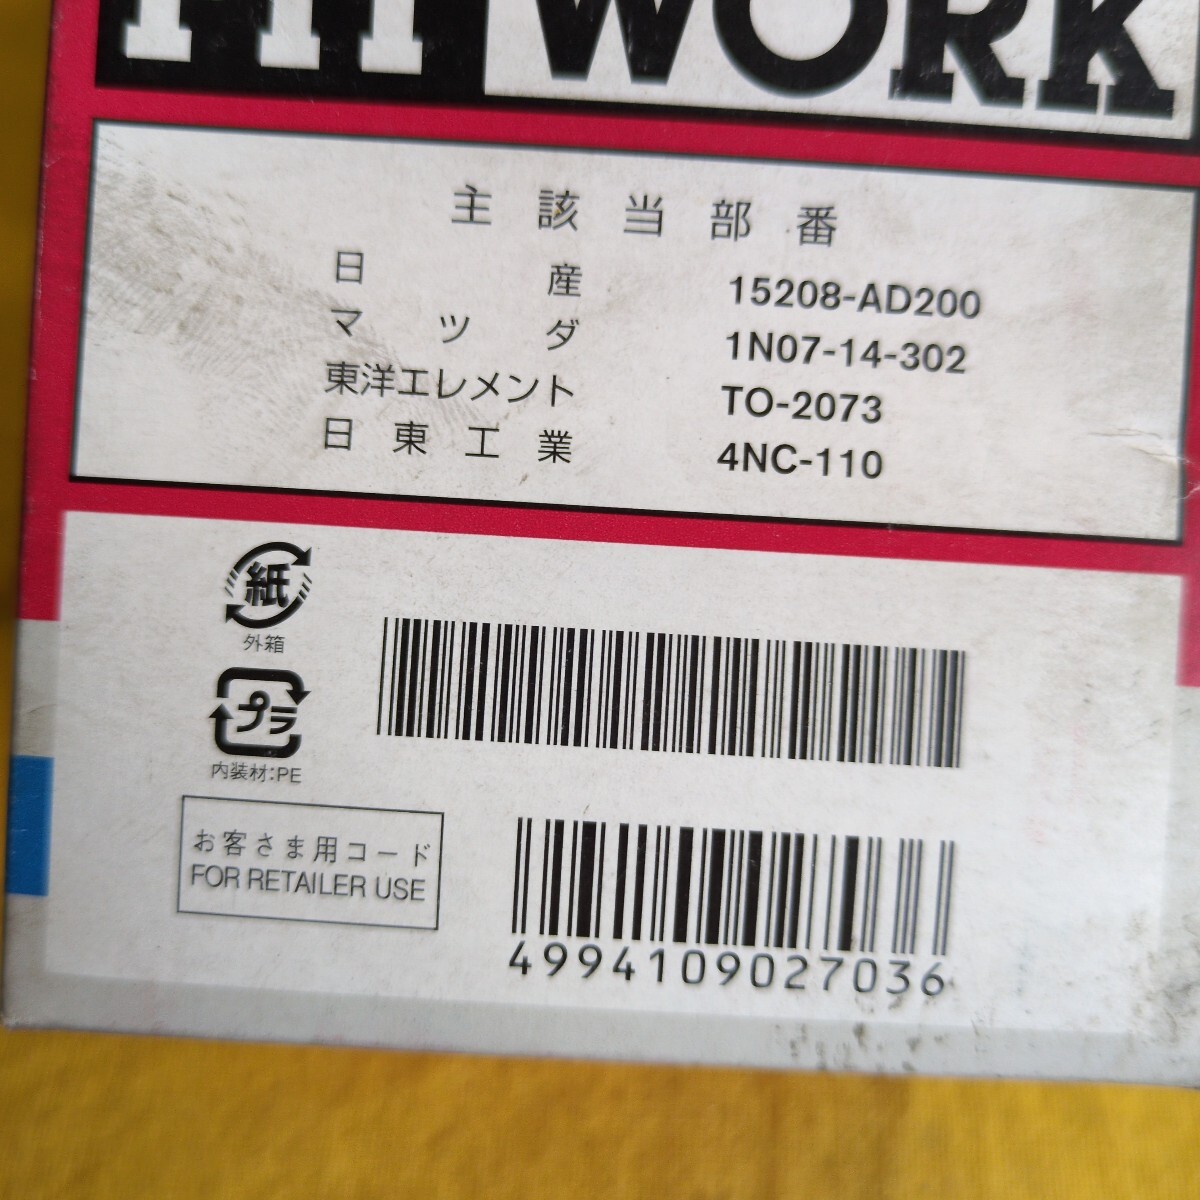 PIT WORK
主該当部番
日産 15208-AD200
マツダ 1N07-14-302
東洋エレメント TO-2073
日東工業 4NC-110
紙
外箱
プラ
内装材:PE
お客さま用コード
FOR RETAILER USE
4994109027036